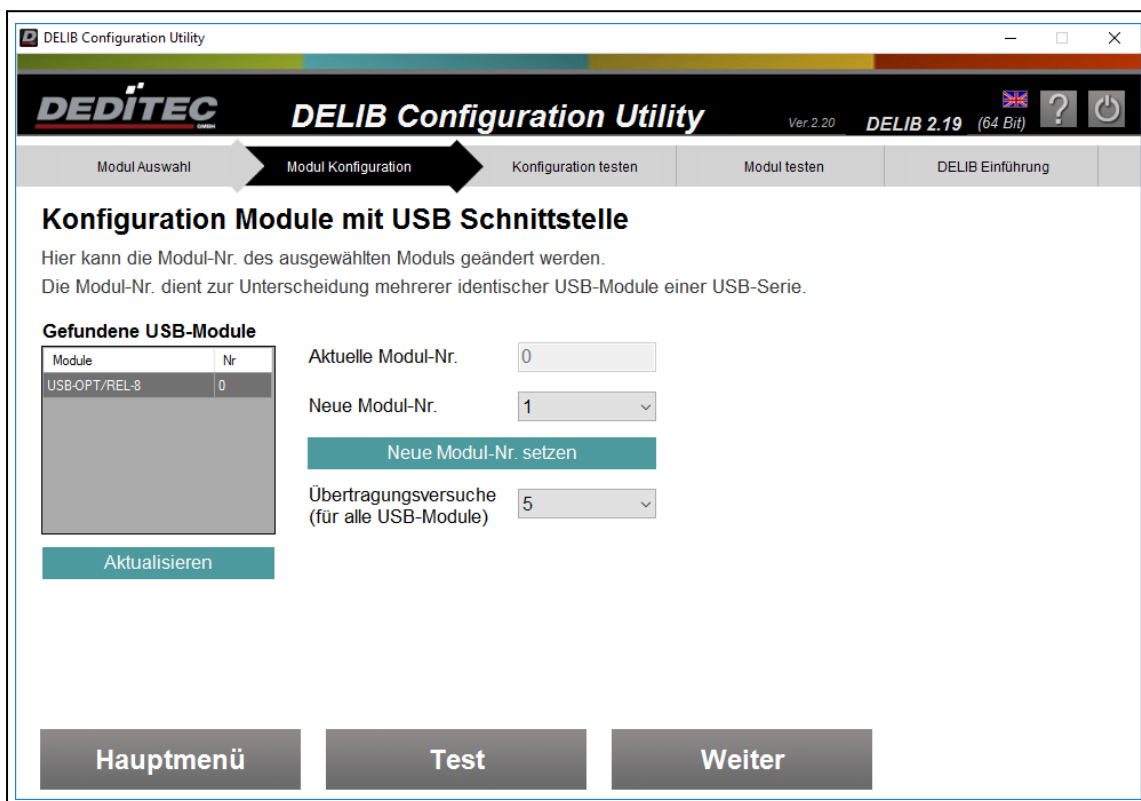 DELIB Configuration Utility
DEDITEC
GMBH
DELIB Configuration Utility
Ver.2.20
DELIB 2.19 (64 Bit)
?
Modul Auswahl
Modul Konfiguration
Konfiguration testen
Modul testen
DELIB Einführung
Konfiguration Module mit USB Schnittstelle
Hier kann die Modul-Nr. des ausgewählten Moduls geändert werden.
Die Modul-Nr. dient zur Unterscheidung mehrerer identischer USB-Module einer USB-Serie.
Gefundene USB-Module
Module Nr
USB-OPT/REL-8 0
Aktualisieren
Aktuelle Modul-Nr. 0
Neue Modul-Nr. 1
Neue Modul-Nr. setzen
Übertragungsversuche
(für alle USB-Module) 5
Hauptmenü
Test
Weiter